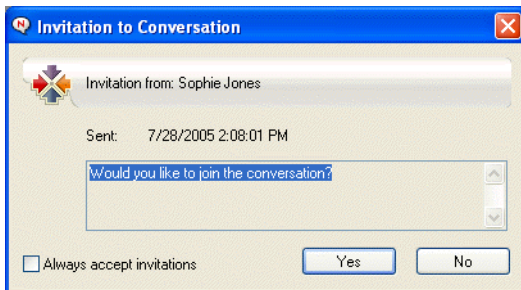 Invitation to Conversation
Invitation from: Sophie Jones
Sent: 7/28/2005 2:08:01 PM
Would you like to join the conversation?
Always accept invitations
Yes No